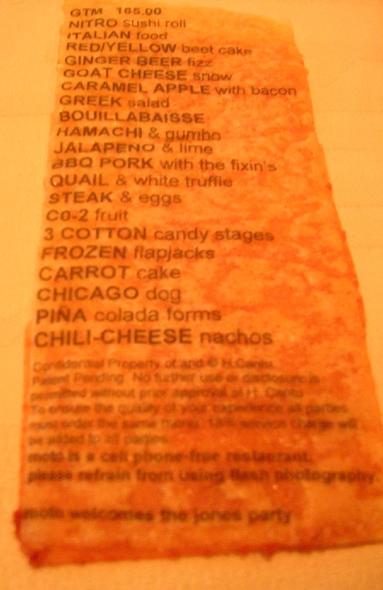 GTM 165.00
NITRO sushi roll
ITALIAN food
RED/YELLOW beet cake
GINGER BEER fizz
GOAT CHEESE snow
CARAMEL APPLE with bacon
GREEK salad
BOUILLABAISSE
HAMACHI & gumbo
JALAPENO & lime
BBQ PORK with the fixin's
QUAIL & white truffle
STEAK & eggs
C0-2 fruit
3 COTTON candy stages
FROZEN flapjacks
CARROT cake
CHICAGO dog
PIÑA colada forms
CHILI-CHEESE nachos
Confidential Property of and © H.Cantu
Patent Pending. No further use or disclosure is
permitted without prior approval of H. Cantu
To ensure the quality of your experience all parties
must order the same menu. 18% service charge will
be added to all parties.
moto is a cell phone-free restaurant.
please refrain from using flash photography.
moto welcomes the jones party